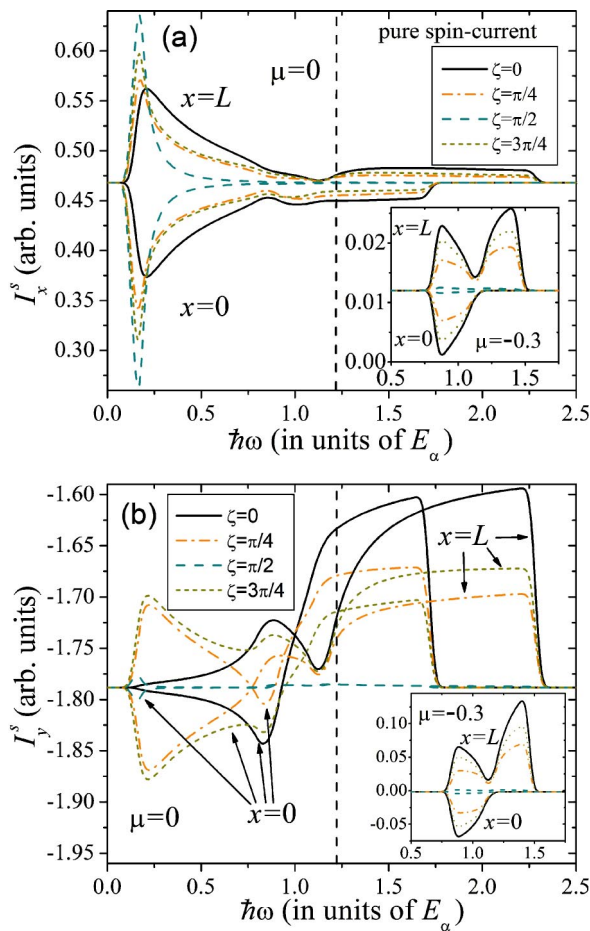 (a)
pure spin-current
μ=0
x=L
ζ=0
ζ=π/4
ζ=π/2
ζ=3π/4
0.60
0.55
0.50
0.45
0.40
0.35
0.30
I_x^s (arb. units)
x=0
0.02
0.01
0.00
x=L
x=0
μ=-0.3
0.5 1.0 1.5
0.0 0.5 1.0 1.5 2.0 2.5
ħω (in units of E_α)
(b)
ζ=0
ζ=π/4
ζ=π/2
ζ=3π/4
x=L
-1.60
-1.65
-1.70
-1.75
-1.80
-1.85
-1.90
-1.95
I_y^s (arb. units)
μ=0
x=0
μ=-0.3
x=L
x=0
0.10
0.05
0.00
-0.05
0.5 1.0 1.5
0.0 0.5 1.0 1.5 2.0 2.5
ħω (in units of E_α)